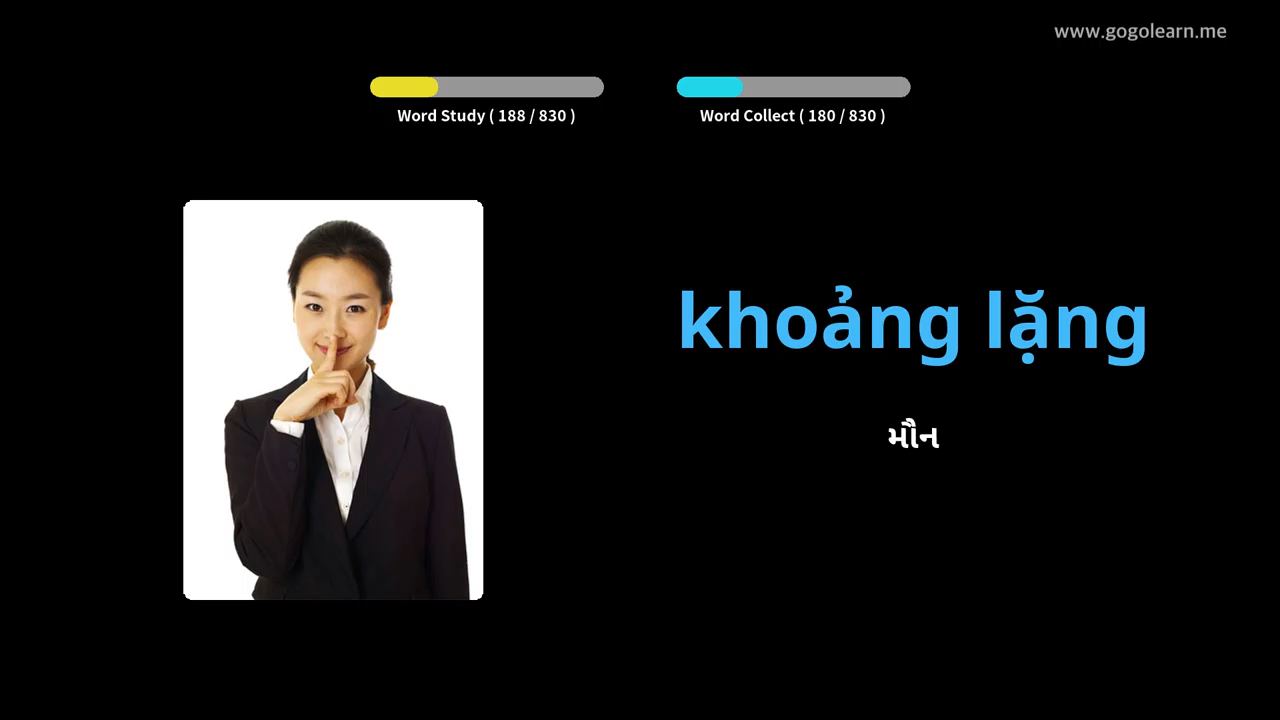 www.gogolearn.me
Word Study ( 188 / 830 )
Word Collect ( 180 / 830 )
khoảng lặng
મૌન